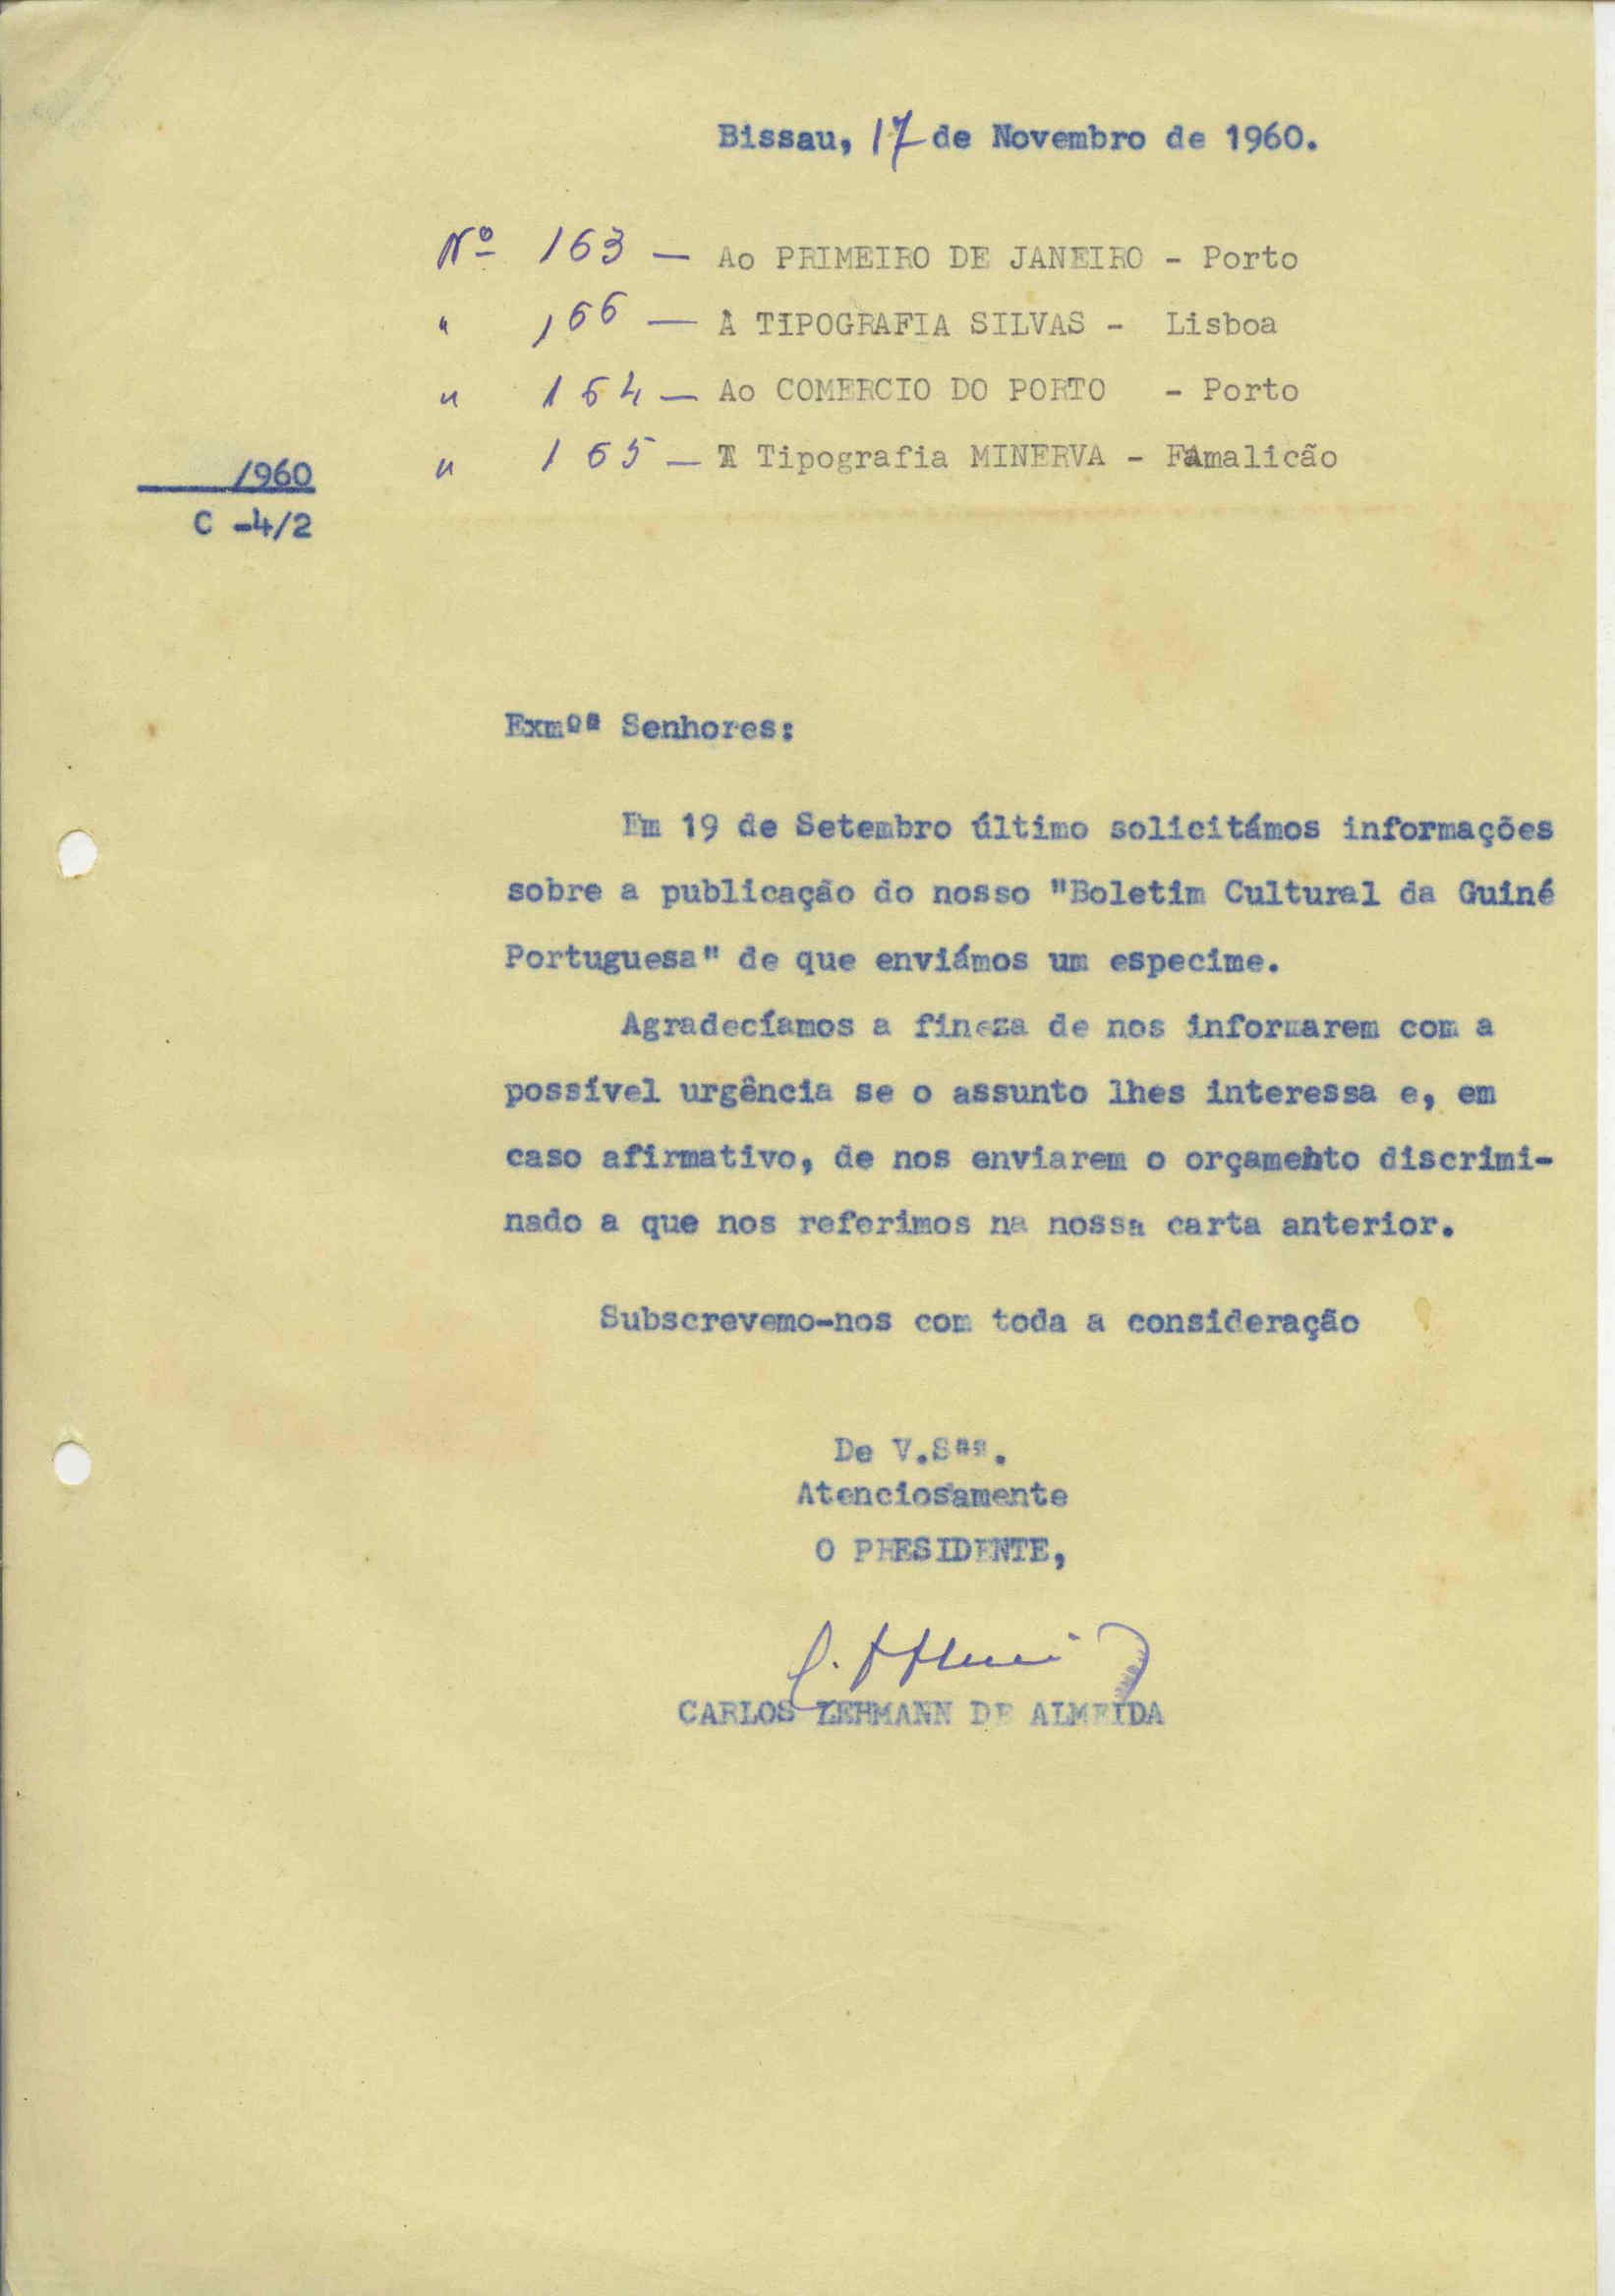 Bissau, 17 de Novembro de 1960.
Nº 163 — Ao PRIMEIRO DE JANEIRO - Porto
" 166 — À TIPOGRAFIA SILVAS - Lisboa
" 164 — Ao COMERCIO DO PORTO - Porto
" 165 — À Tipografia MINERVA - Famalicão
/960
C -4/2
Exmºs Senhores:
Em 19 de Setembro último solicitámos informações
sobre a publicação do nosso "Boletim Cultural da Guiné
Portuguesa" de que enviámos um especime.
Agradecíamos a fineza de nos informarem com a
possível urgência se o assunto lhes interessa e, em
caso afirmativo, de nos enviarem o orçamento discrimi-
nado a que nos referimos na nossa carta anterior.
Subscrevemo-nos com toda a consideração
De V.Sªs.
Atenciosamente
O PRESIDENTE,
CARLOS LEHMANN DE ALMEIDA